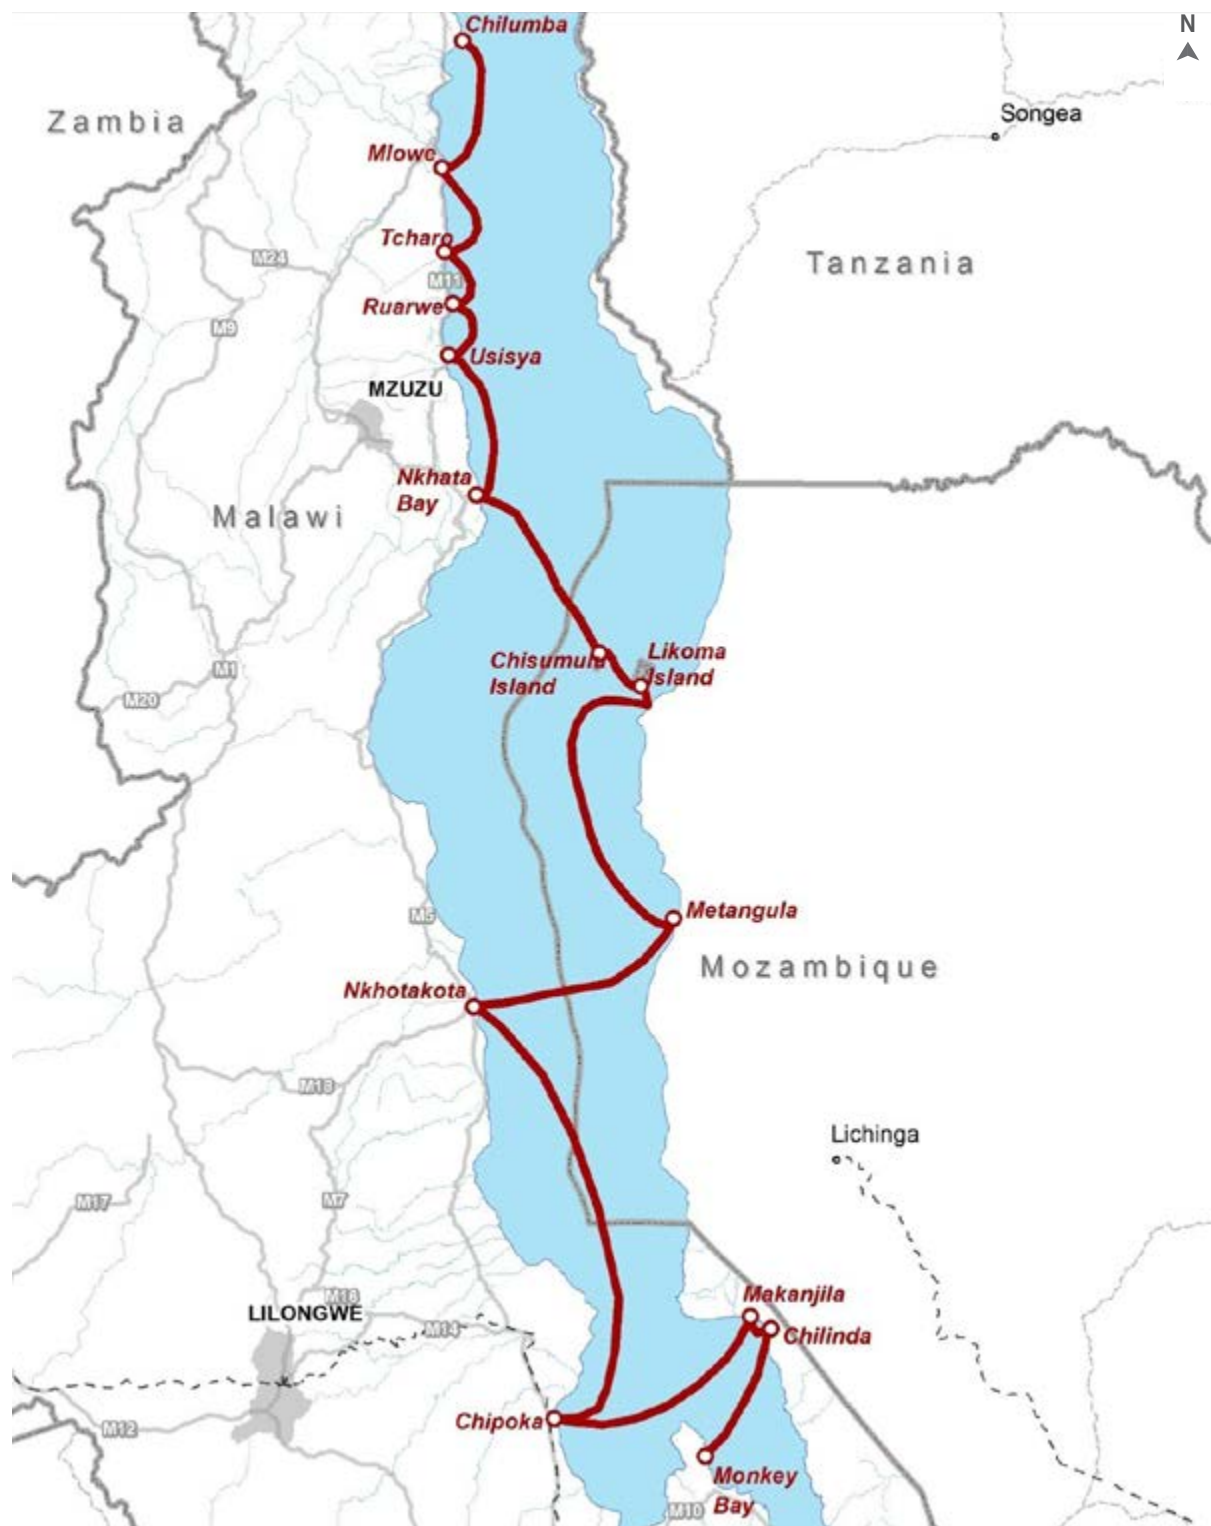 N
Chilumba
Songea
Zambia
Mlowe
Tcharo
M24
Tanzania
M11
Ruarwe
M9
Usisya
MZUZU
Nkhata
Bay
Malawi
Likoma
Island
Chisumulu
Island
M1
M20
Metangula
M5
Mozambique
Nkhotakota
M18
Lichinga
M17
M7
Makanjila
M16
LILONGWE
M14
Chilinda
Chipoka
M12
Monkey
Bay
M10